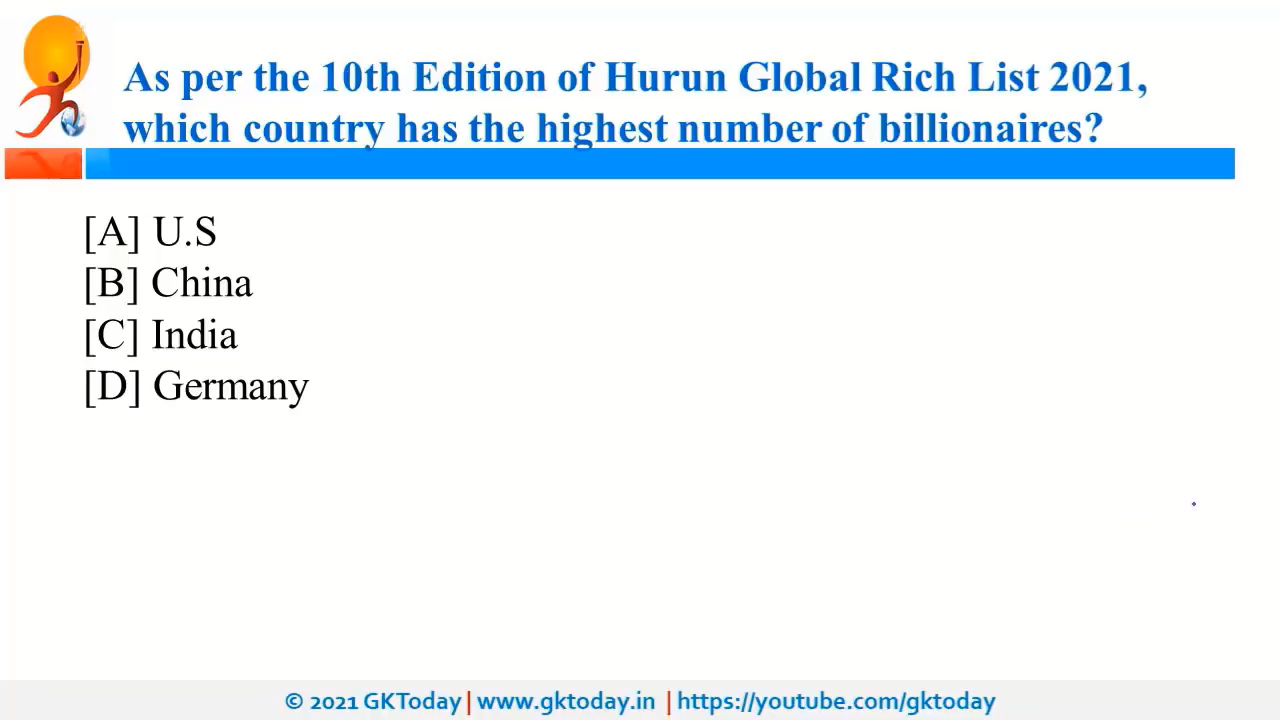 As per the 10th Edition of Hurun Global Rich List 2021,
which country has the highest number of billionaires?
[A] U.S
[B] China
[C] India
[D] Germany
© 2021 GKToday | www.gktoday.in | https://youtube.com/gktoday